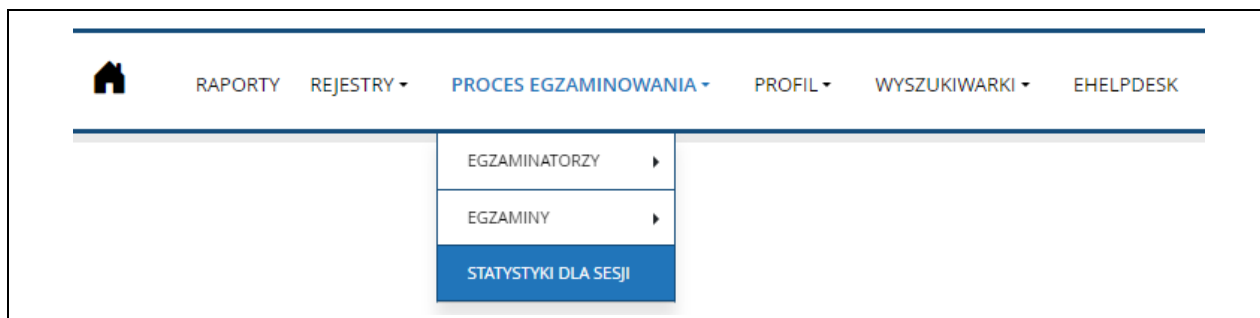 RAPORTY REJESTRY PROCES EGZAMINOWANIA PROFIL WYSZUKIWARKI EHELPDESK
EGZAMINATORZY
EGZAMINY
STATYSTYKI DLA SESJI